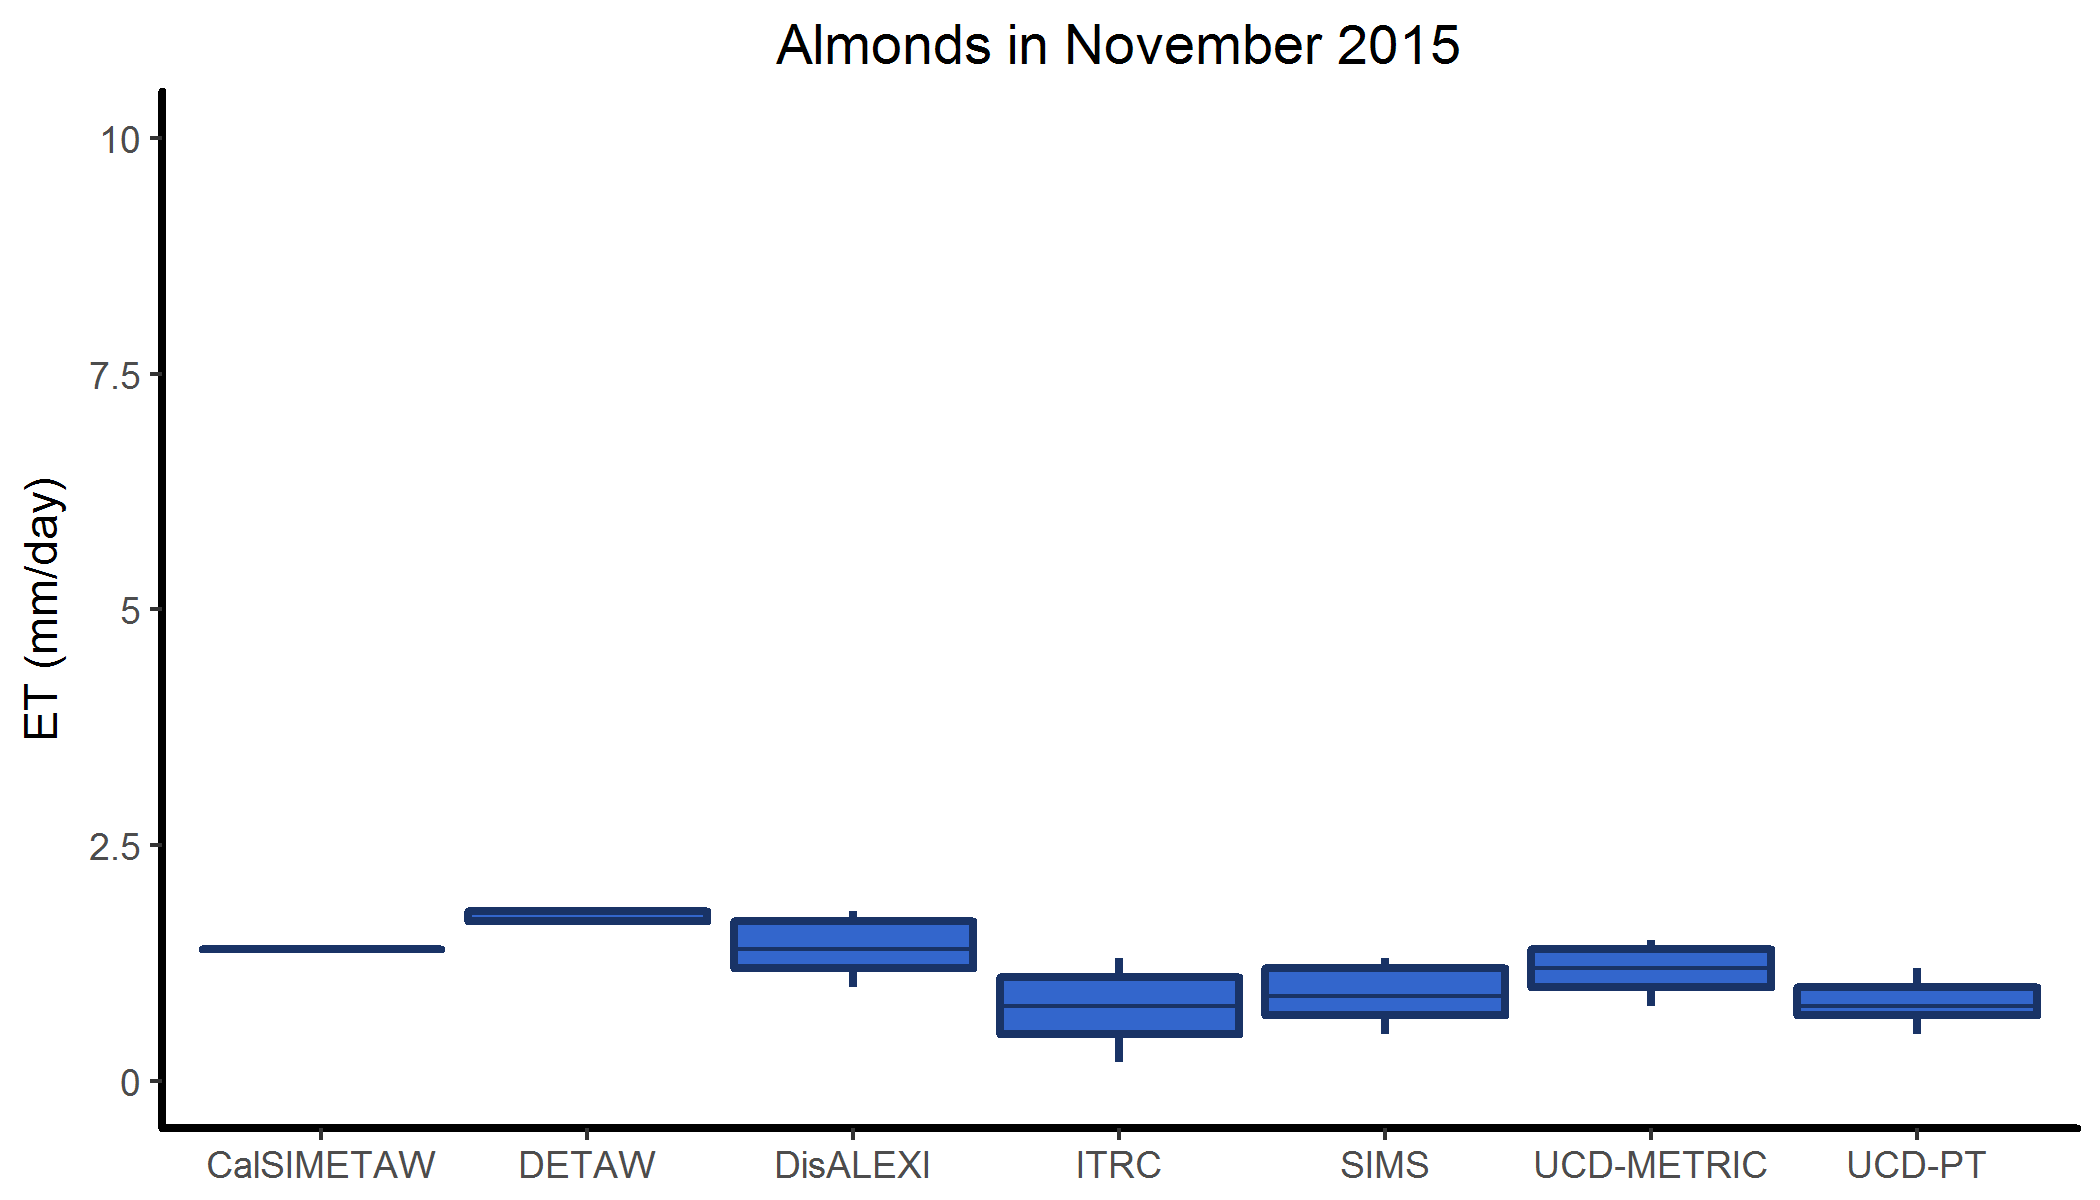 Almonds in November 2015
ET (mm/day)
10
7.5
5
2.5
0
CalSIMETAW DETAW DisALEXI ITRC SIMS UCD-METRIC UCD-PT